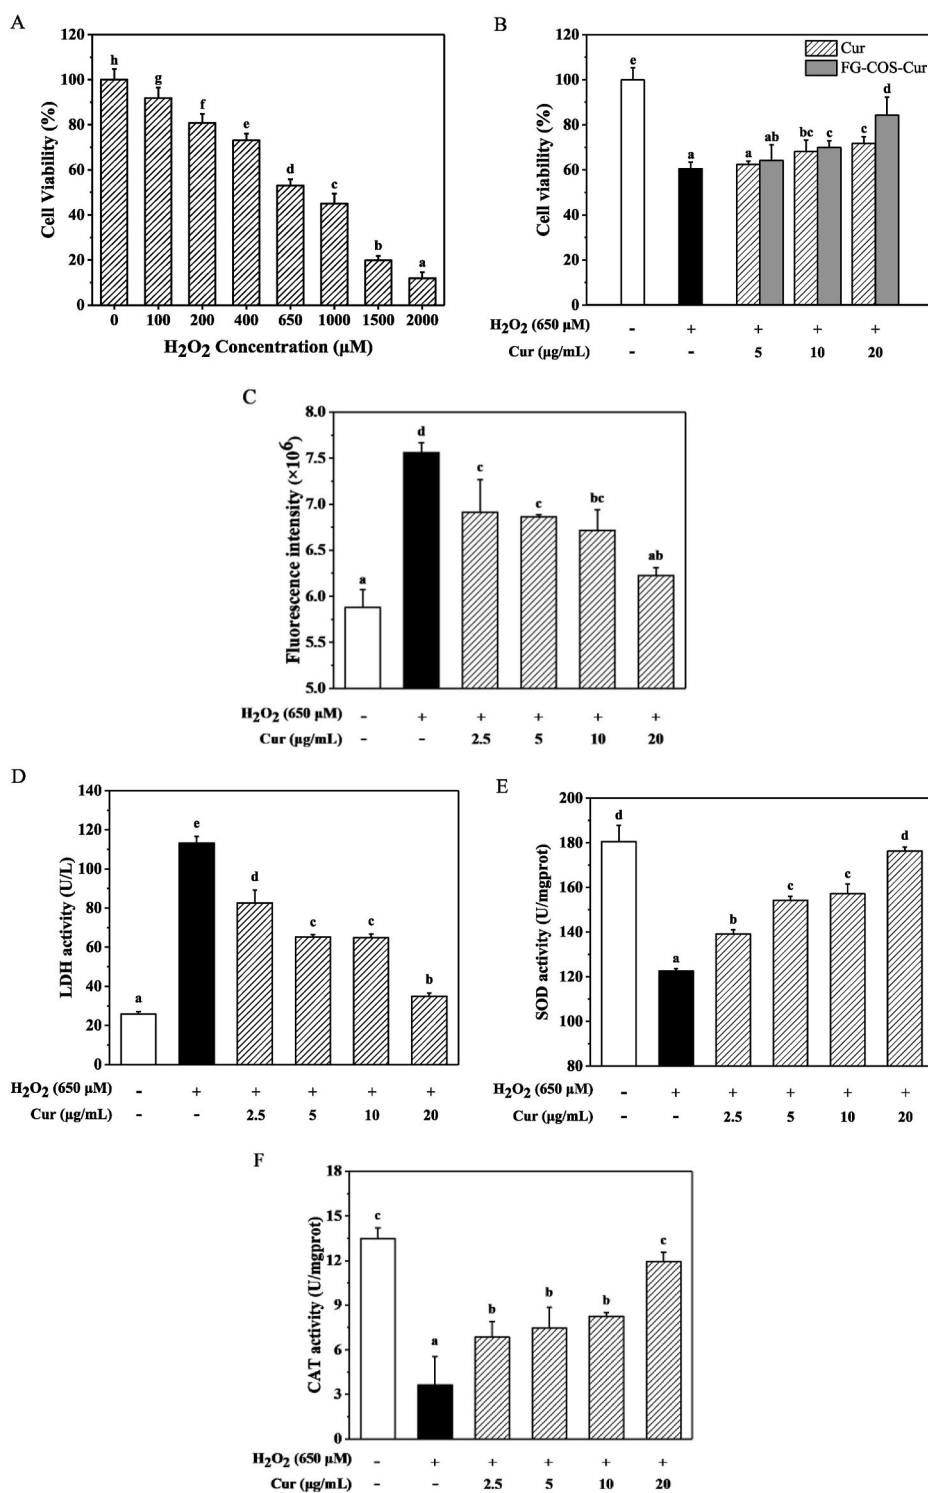 A
120
100
80
60
40
20
0
Cell Viability (%)
h
g
f
e
d
c
b
a
0 100 200 400 650 1000 1500 2000
H2O2 Concentration (μM)
B
120
100
80
60
40
20
0
Cell viability (%)
Cur
FG-COS-Cur
e
a
a ab bc c c d
H2O2 (650 μM) - + + + +
Cur (μg/mL) - - 5 10 20
C
8.0
7.5
7.0
6.5
6.0
5.5
5.0
Fluorescence intensity (×10^6)
a d c c bc ab
H2O2 (650 μM) - + + + + +
Cur (μg/mL) - - 2.5 5 10 20
D
140
120
100
80
60
40
20
0
LDH activity (U/L)
a e d c c b
H2O2 (650 μM) - + + + + +
Cur (μg/mL) - - 2.5 5 10 20
E
200
180
160
140
120
100
80
SOD activity (U/mgprot)
d a b c c d
H2O2 (650 μM) - + + + + +
Cur (μg/mL) - - 2.5 5 10 20
F
18
15
12
9
6
3
0
CAT activity (U/mgprot)
c a b b b c
H2O2 (650 μM) - + + + + +
Cur (μg/mL) - - 2.5 5 10 20